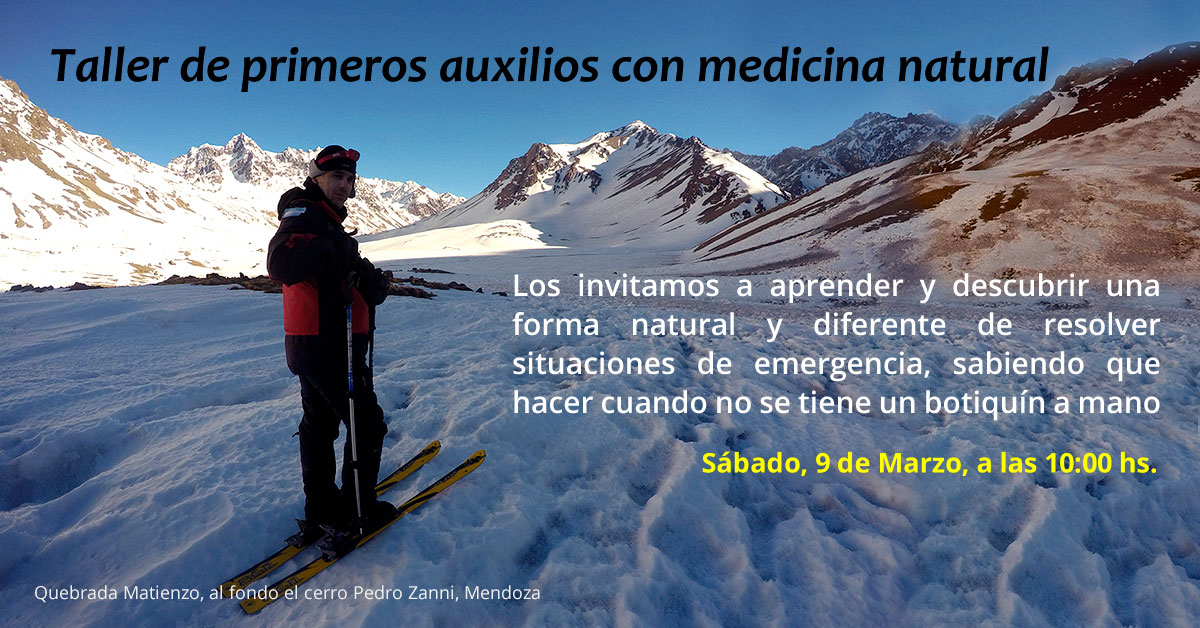 Taller de primeros auxilios con medicina natural
Los invitamos a aprender y descubrir una
forma natural y diferente de resolver
situaciones de emergencia, sabiendo que
hacer cuando no se tiene un botiquín a mano
Sábado, 9 de Marzo, a las 10:00 hs.
Quebrada Matienzo, al fondo el cerro Pedro Zanni, Mendoza